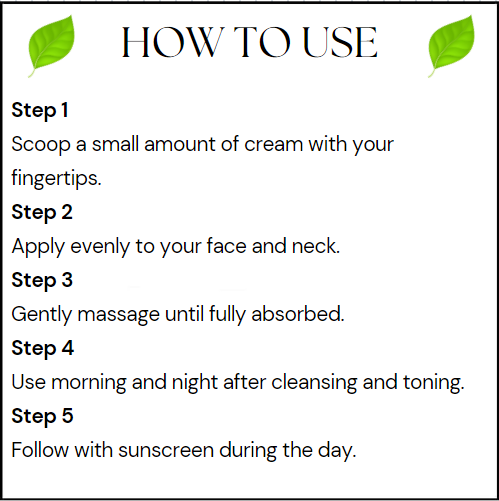 HOW TO USE
Step 1
Scoop a small amount of cream with your
fingertips.
Step 2
Apply evenly to your face and neck.
Step 3
Gently massage until fully absorbed.
Step 4
Use morning and night after cleansing and toning.
Step 5
Follow with sunscreen during the day.